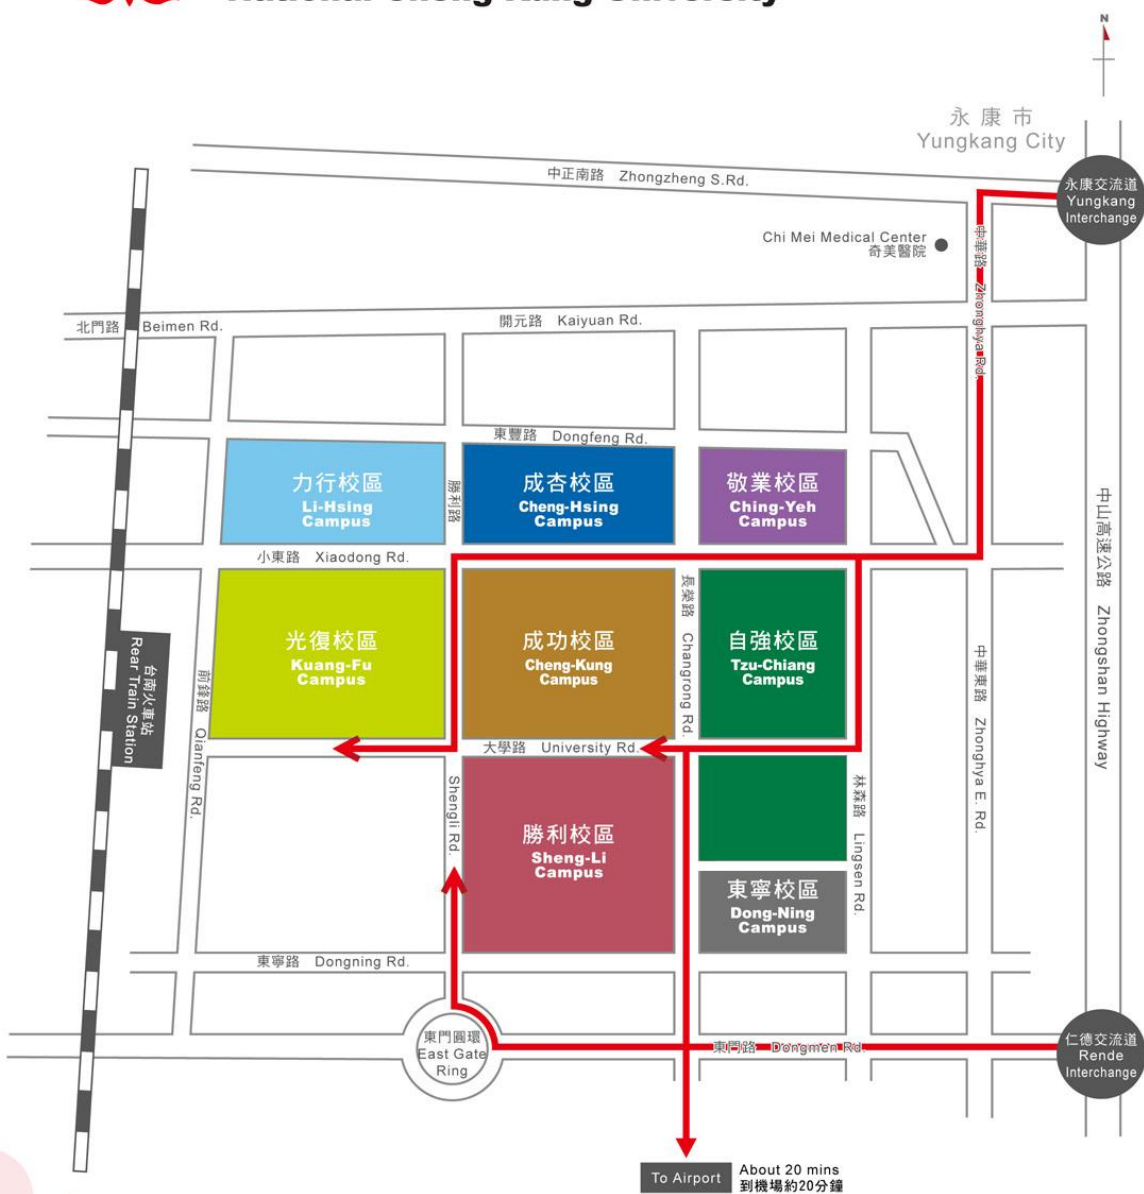 National Cheng Kung University
N
永康市
Yungkang City
中正南路 Zhongzheng S.Rd.
永康交流道
Yungkang
Interchange
Chi Mei Medical Center
奇美醫院
中華路 Zhonghya Rd.
北門路 Beimen Rd.
開元路 Kaiyuan Rd.
東豐路 Dongfeng Rd.
力行校區
Li-Hsing
Campus
勝利路
成杏校區
Cheng-Hsing
Campus
敬業校區
Ching-Yeh
Campus
小東路 Xiaodong Rd.
中山高速公路 Zhongshan Highway
光復校區
Kuang-Fu
Campus
成功校區
Cheng-Kung
Campus
長榮路 Changrong Rd.
自強校區
Tzu-Chiang
Campus
台南火車站
Rear Train Station
前鋒路 Qianfeng Rd.
中華東路 Zhonghya E. Rd.
大學路 University Rd.
Shengli Rd.
勝利校區
Sheng-Li
Campus
林森路 Lingsen Rd.
東寧校區
Dong-Ning
Campus
東寧路 Dongning Rd.
東門圓環
East Gate
Ring
東門路 Dongmen Rd.
仁德交流道
Rende
Interchange
To Airport
About 20 mins
到機場約20分鐘